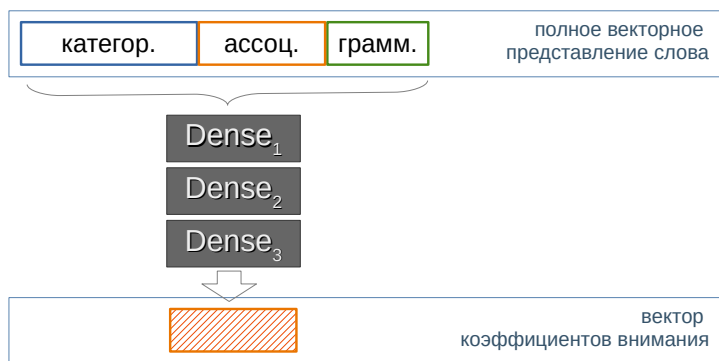 категор. ассоц. грамм.
полное векторное
представление слова
Dense1
Dense2
Dense3
вектор
коэффициентов внимания